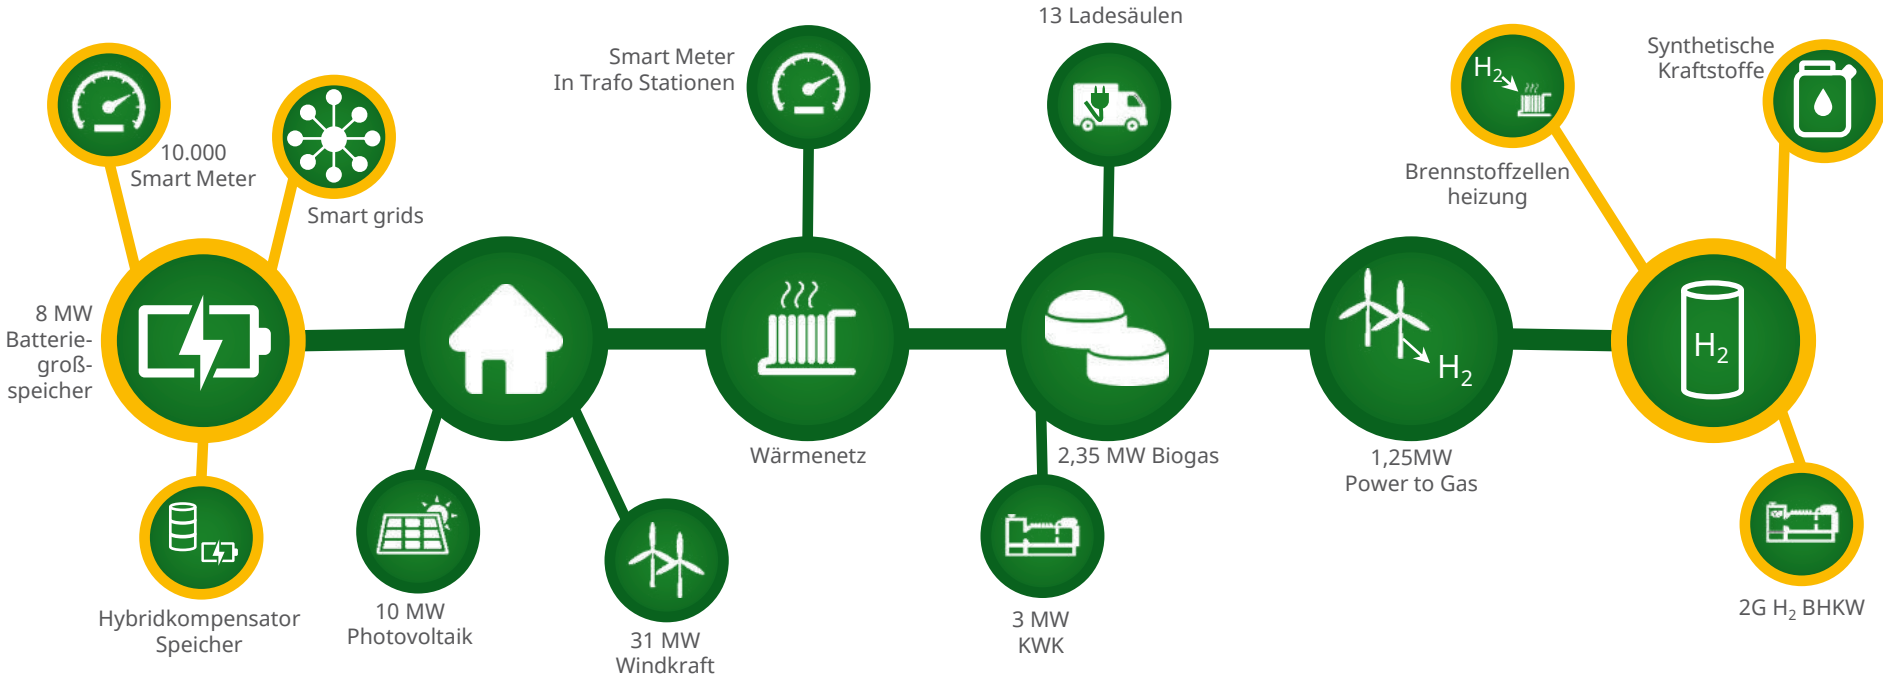 13 Ladesäulen
Smart Meter
In Trafo Stationen
Synthetische
Kraftstoffe
H₂
10.000
Smart Meter
Smart grids
Brennstoffzellen
heizung
8 MW
Batterie-
groß-
speicher
H₂
H₂
Wärmenetz
2,35 MW Biogas
1,25MW
Power to Gas
Hybridkompensator
Speicher
10 MW
Photovoltaik
31 MW
Windkraft
3 MW
KWK
2G H₂ BHKW